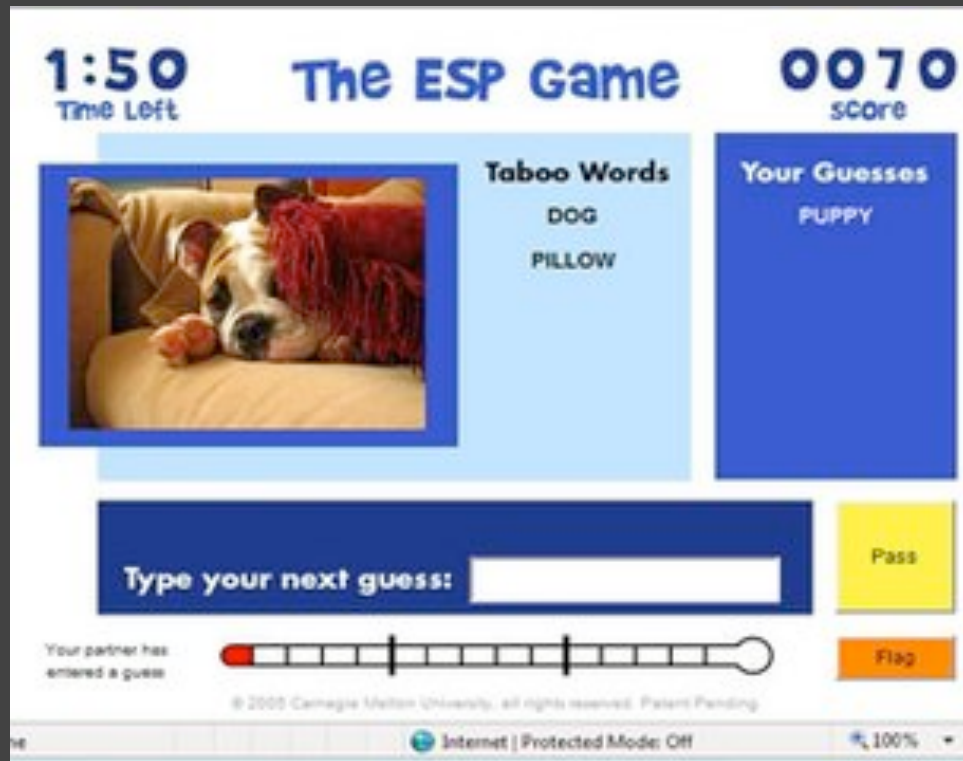 1:50
Time Left
The ESP Game
0070
score
Taboo Words
DOG
PILLOW
Your Guesses
PUPPY
Type your next guess:
Pass
Your partner has
entered a guess
Flag
© 2005 Carnegie Mellon University, all rights reserved. Patent Pending.
Internet | Protected Mode: Off
100%